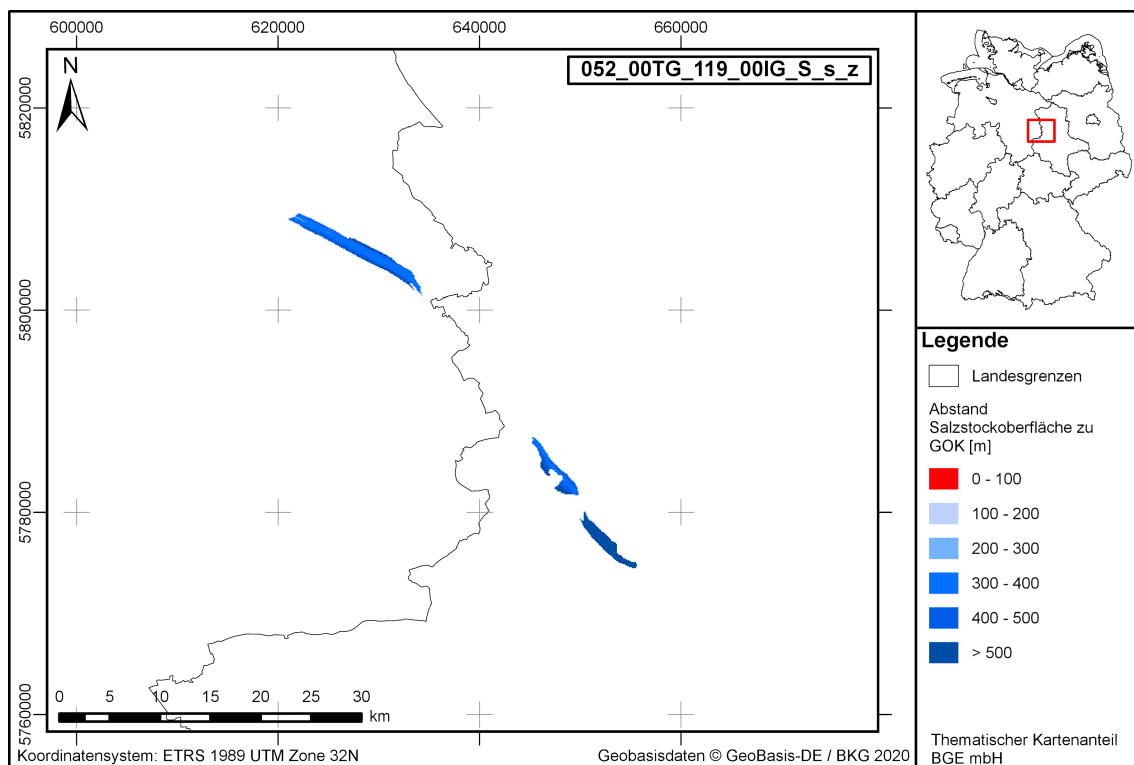 600000
620000
640000
660000
N
052_00TG_119_00IG_S_s_z
5820000
5800000
5780000
5760000
0
5
10
15
20
25
30
km
Koordinatensystem: ETRS 1989 UTM Zone 32N
Geobasisdaten © GeoBasis-DE / BKG 2020
Legende
Landesgrenzen
Abstand
Salzstockoberfläche zu
GOK [m]
0 - 100
100 - 200
200 - 300
300 - 400
400 - 500
> 500
Thematischer Kartenanteil
BGE mbH